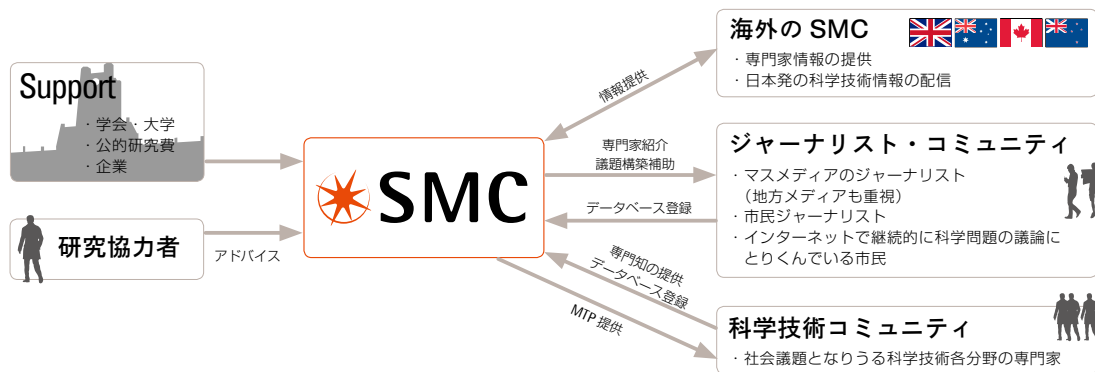 Support
・学会・大学
・公的研究費
・企業
研究協力者
アドバイス
SMC
情報提供
専門家紹介
議題構築補助
データベース登録
専門知の提供
データベース登録
MTP 提供
海外の SMC
・専門家情報の提供
・日本発の科学技術情報の配信
ジャーナリスト・コミュニティ
・マスメディアのジャーナリスト
（地方メディアも重視）
・市民ジャーナリスト
・インターネットで継続的に科学問題の議論に
とりくんでいる市民
科学技術コミュニティ
・社会議題となりうる科学技術各分野の専門家